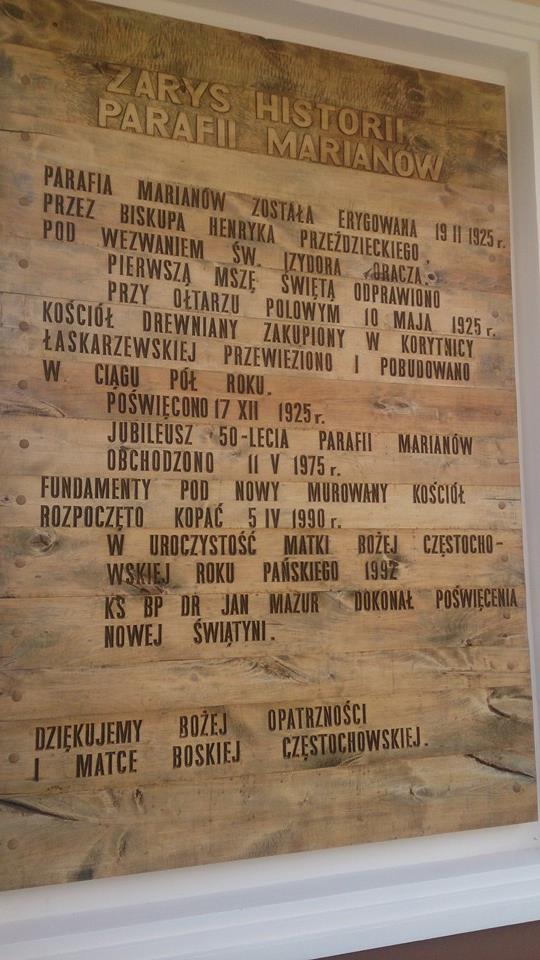 ZARYS HISTORII
PARAFII MARIANÓW
PARAFIA MARIANÓW ZOSTAŁA ERYGOWANA 19 II 1925 r.
PRZEZ BISKUPA HENRYKA PRZEŹDZIECKIEGO,
POD WEZWANIEM ŚW. IZYDORA ORACZA.
PIERWSZĄ MSZĘ ŚWIĘTĄ ODPRAWIONO
PRZY OŁTARZU POLOWYM 10 MAJA 1925 r.
KOŚCIÓŁ DREWNIANY ZAKUPIONY W KORYTNICY
ŁASKARZEWSKIEJ PRZEWIEZIONO I POBUDOWANO
W CIĄGU PÓŁ ROKU.
POŚWIĘCONO 17 XII 1925 r.
JUBILEUSZ 50-LECIA PARAFII MARIANÓW
OBCHODZONO 11 V 1975 r.
FUNDAMENTY POD NOWY MUROWANY KOŚCIÓŁ
ROZPOCZĘTO KOPAĆ 5 IV 1990 r.
W UROCZYSTOŚĆ MATKI BOŻEJ CZĘSTOCHO-
WSKIEJ ROKU PAŃSKIEGO 1992
KS BP DR JAN MAZUR DOKONAŁ POŚWIĘCENIA
NOWEJ ŚWIĄTYNI.
DZIĘKUJEMY BOŻEJ OPATRZNOŚCI
I MATCE BOSKIEJ CZĘSTOCHOWSKIEJ.